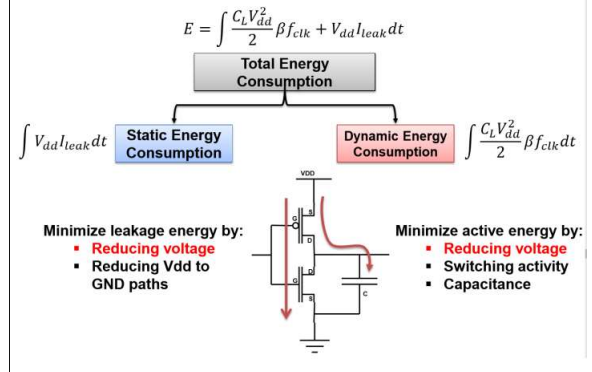 E = ∫ C_L V_dd^2 / 2 β f_clk + V_dd I_leak dt
Total Energy
Consumption
∫ V_dd I_leak dt
Static Energy
Consumption
Dynamic Energy
Consumption
∫ C_L V_dd^2 / 2 β f_clk dt
VDD
S
G
D
Minimize leakage energy by:
▪ Reducing voltage
▪ Reducing Vdd to
GND paths
D
G
S
C
Minimize active energy by:
▪ Reducing voltage
▪ Switching activity
▪ Capacitance